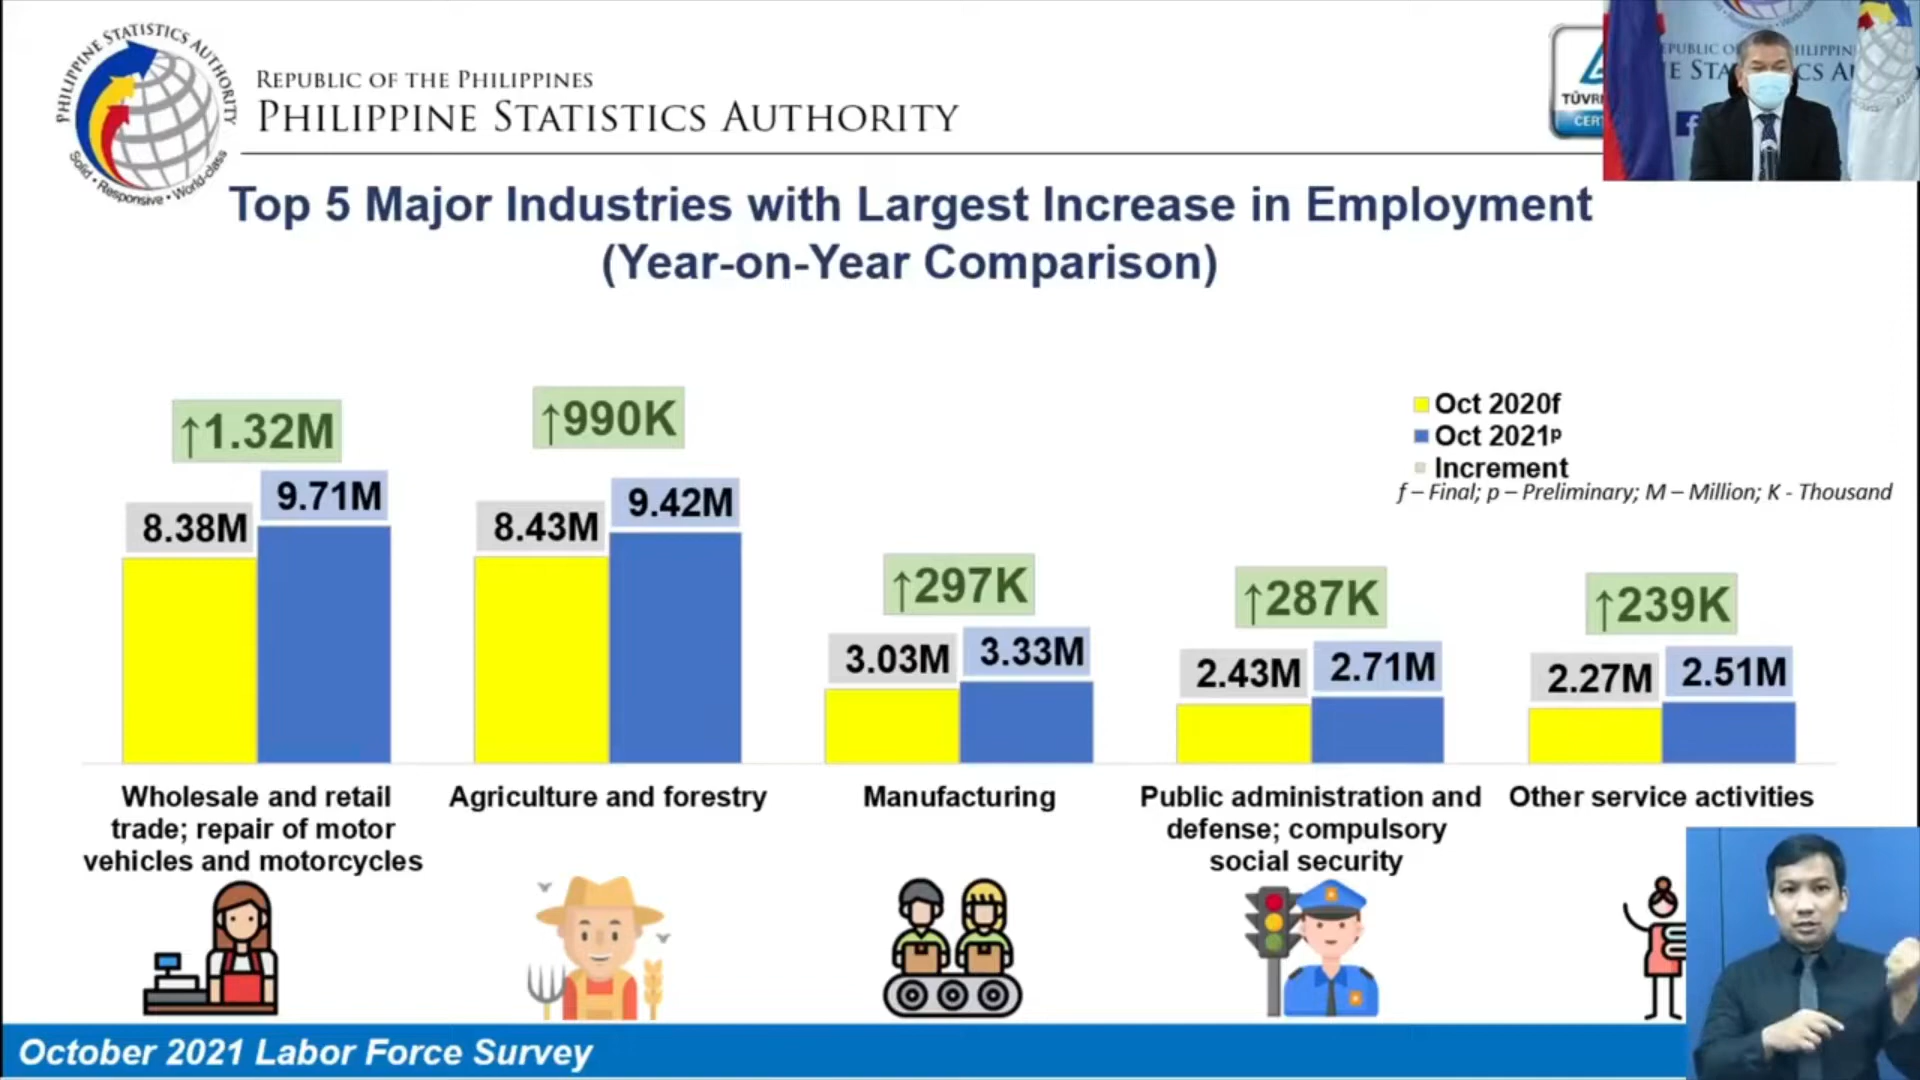 PHILIPPINE STATISTICS AUTHORITY
Solid • Responsive • World-class
REPUBLIC OF THE PHILIPPINES
PHILIPPINE STATISTICS AUTHORITY
Top 5 Major Industries with Largest Increase in Employment
(Year-on-Year Comparison)
Oct 2020f
Oct 2021p
Increment
f – Final; p – Preliminary; M – Million; K - Thousand
↑1.32M
8.38M
9.71M
↑990K
8.43M
9.42M
↑297K
3.03M
3.33M
↑287K
2.43M
2.71M
↑239K
2.27M
2.51M
Wholesale and retail
trade; repair of motor
vehicles and motorcycles
Agriculture and forestry
Manufacturing
Public administration and
defense; compulsory
social security
Other service activities
October 2021 Labor Force Survey